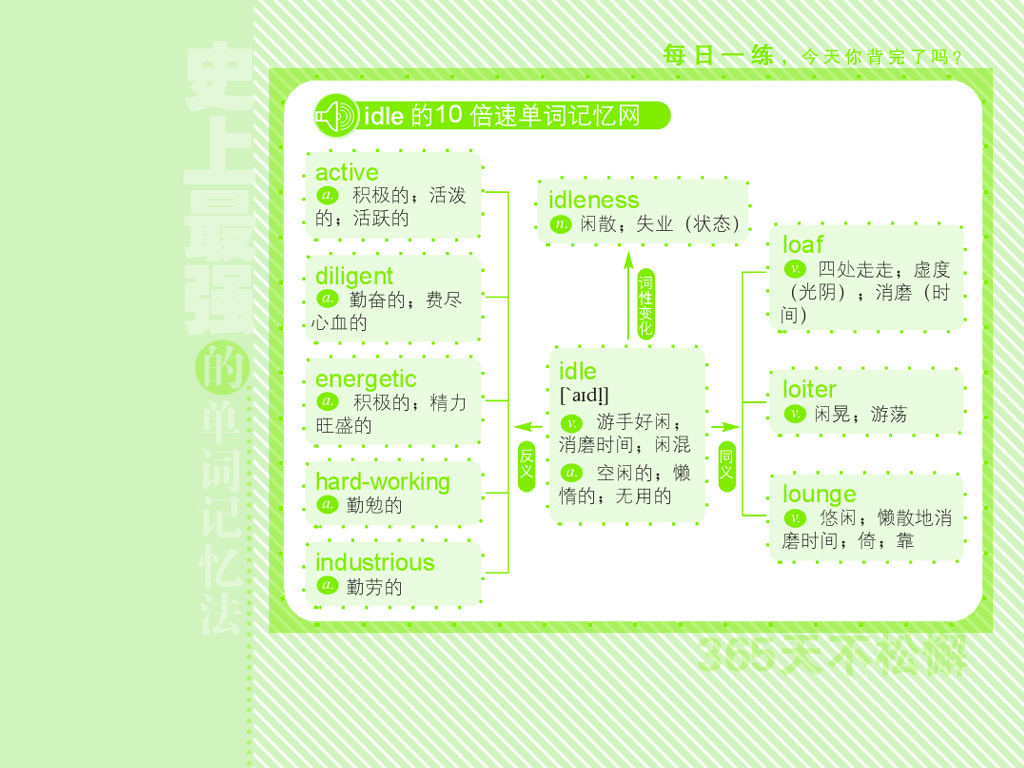 每日一练，今天你背完了吗？
史上最强的单词记忆法
idle 的10 倍速单词记忆网
active
a. 积极的；活泼
的；活跃的
diligent
a. 勤奋的；费尽
心血的
energetic
a. 积极的；精力
旺盛的
hard-working
a. 勤勉的
industrious
a. 勤劳的
反义
idleness
n. 闲散；失业（状态）
词性变化
idle
[`aɪdl̩]
v. 游手好闲；
消磨时间；闲混
a. 空闲的；懒
惰的；无用的
同义
loaf
v. 四处走走；虚度
（光阴）；消磨（时
间）
loiter
v. 闲晃；游荡
lounge
v. 悠闲；懒散地消
磨时间；倚；靠
365天不松懈